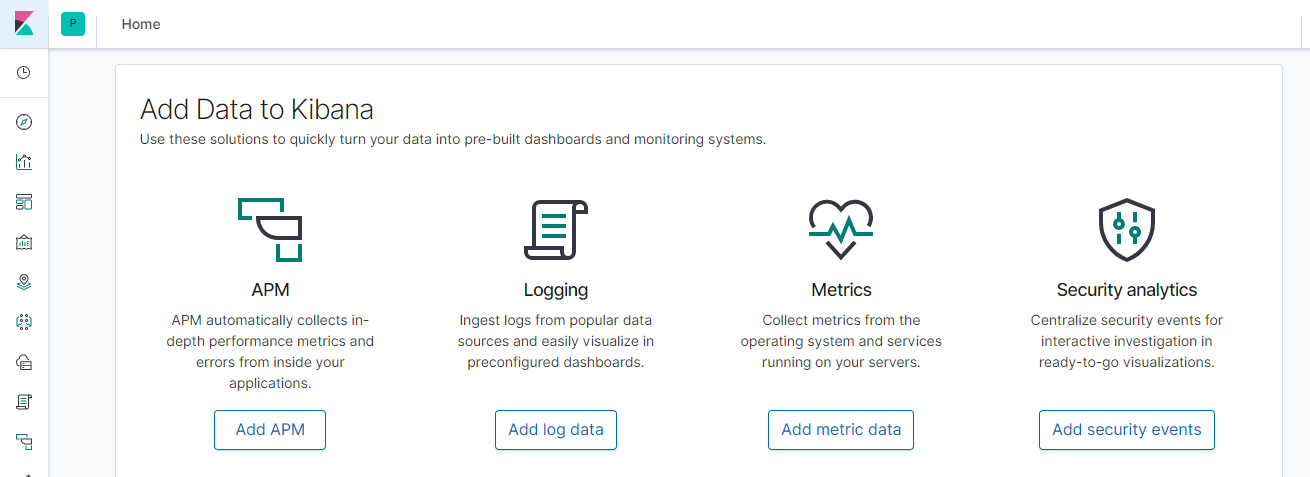 P
Home
Add Data to Kibana
Use these solutions to quickly turn your data into pre-built dashboards and monitoring systems.
APM
APM automatically collects in-
depth performance metrics and
errors from inside your
applications.
Add APM
Logging
Ingest logs from popular data
sources and easily visualize in
preconfigured dashboards.
Add log data
Metrics
Collect metrics from the
operating system and services
running on your servers.
Add metric data
Security analytics
Centralize security events for
interactive investigation in
ready-to-go visualizations.
Add security events